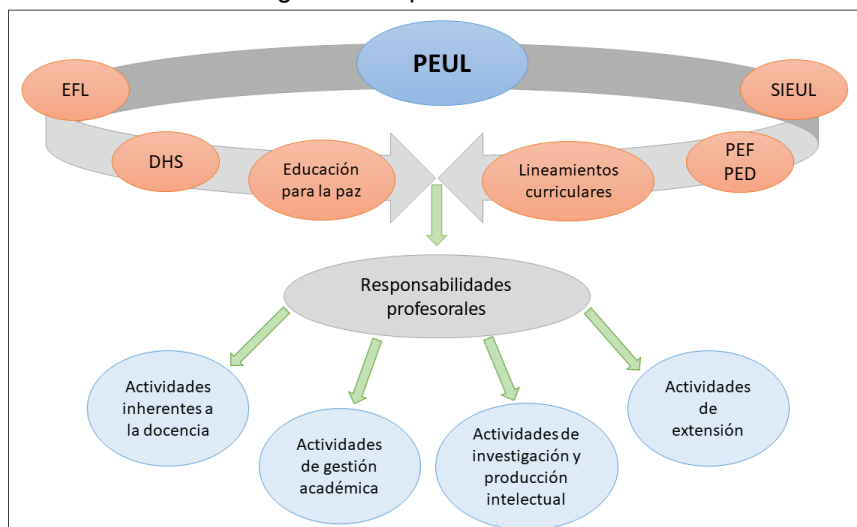 PEUL
EFL
SIEUL
DHS
Educación
para la paz
Lineamientos
curriculares
PEF
PED
Responsabilidades
profesorales
Actividades
inherentes a
la docencia
Actividades
de gestión
académica
Actividades de
investigación y
producción
intelectual
Actividades
de
extensión